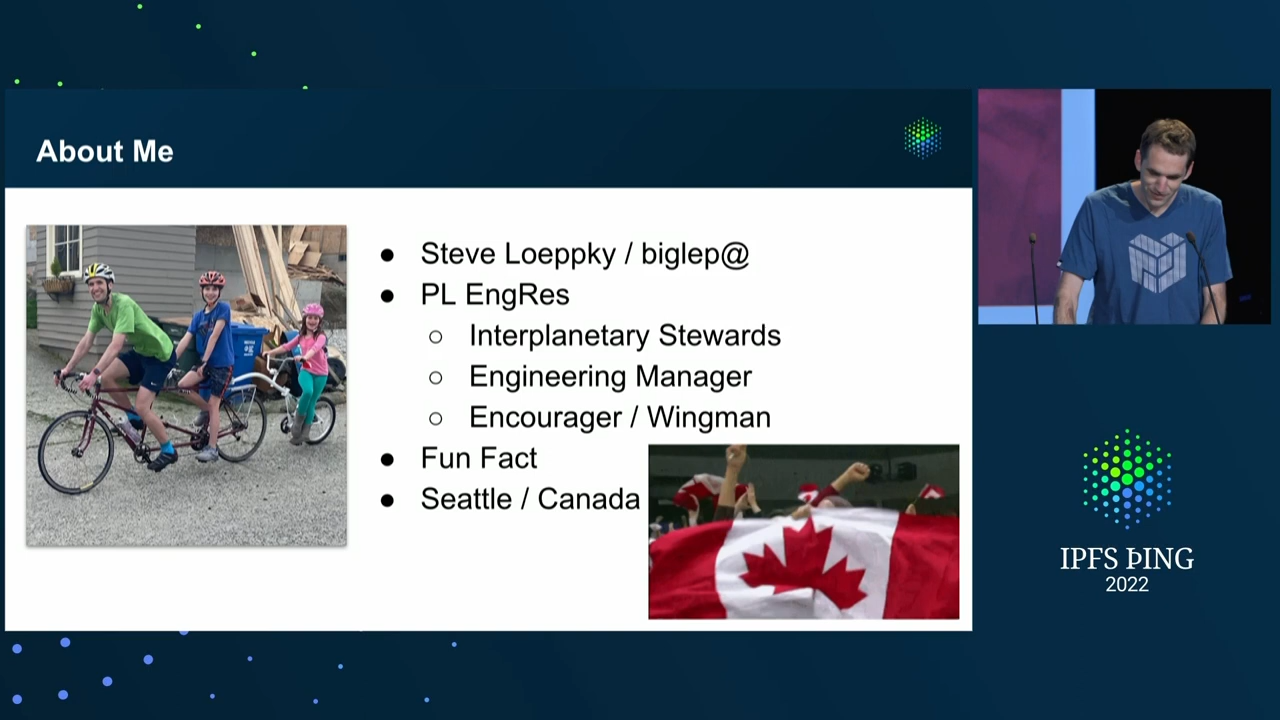 About Me
● Steve Loeppky / biglep@
● PL EngRes
○ Interplanetary Stewards
○ Engineering Manager
○ Encourager / Wingman
● Fun Fact
● Seattle / Canada
IPFS ÞING
2022